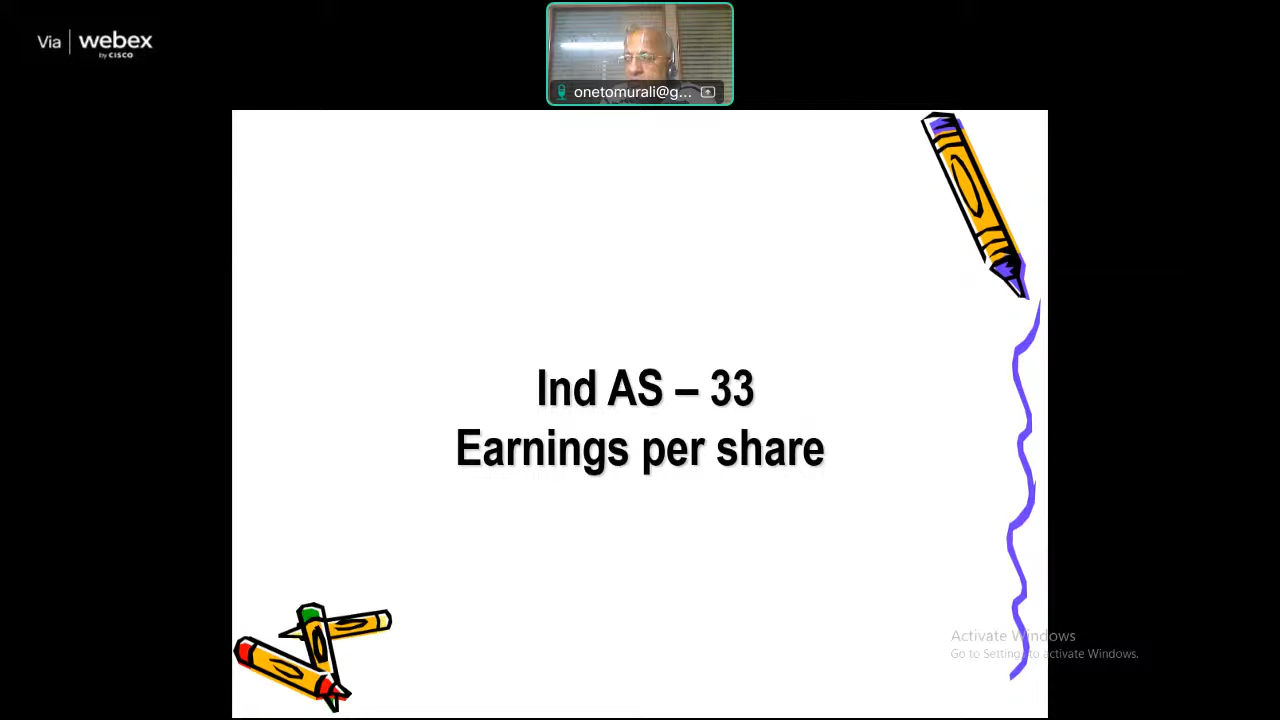 Via webex
by CISCO
onetomurali@g...
Ind AS – 33
Earnings per share
Activate Windows
Go to Settings to activate Windows.